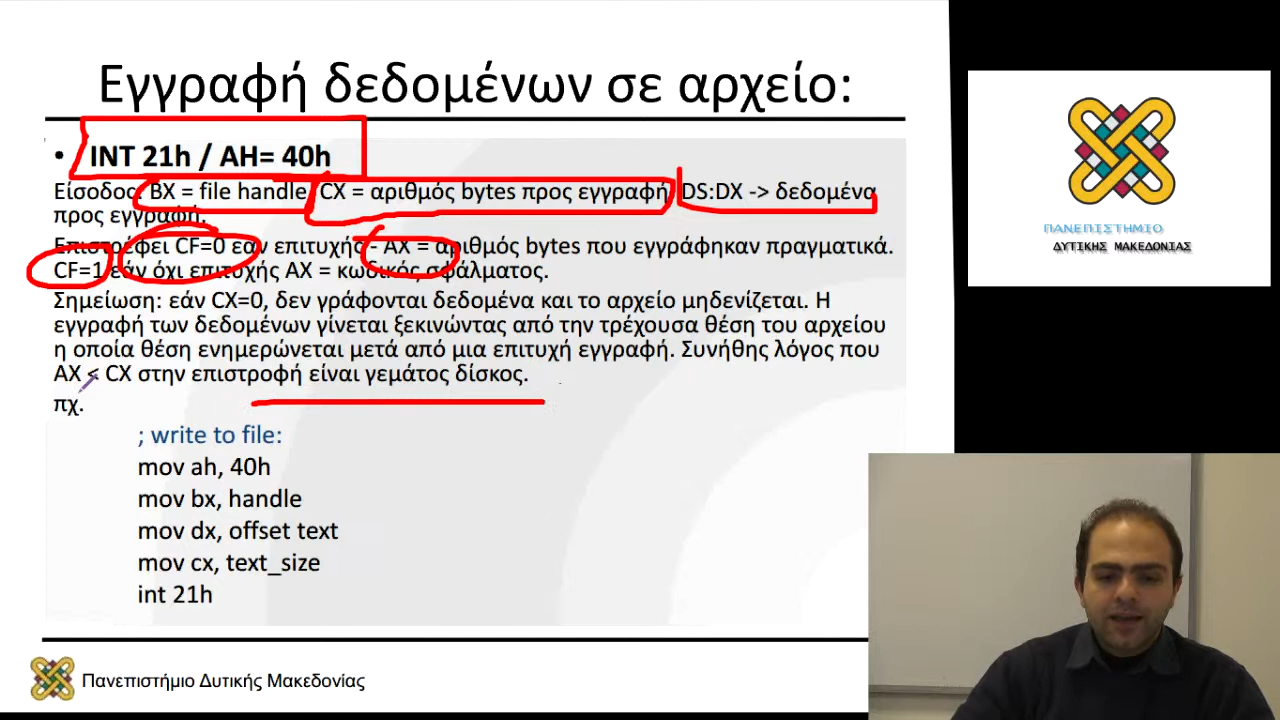 Εγγραφή δεδομένων σε αρχείο:
• INT 21h / AH= 40h
Είσοδος BX = file handle CX = αριθμός bytes προς εγγραφή DS:DX -> δεδομένα
προς εγγραφή.
Επιστρέφει CF=0 εάν επιτυχής - AX = αριθμός bytes που εγγράφηκαν πραγματικά.
CF=1 εάν όχι επιτυχής AX = κωδικός σφάλματος.
Σημείωση: εάν CX=0, δεν γράφονται δεδομένα και το αρχείο μηδενίζεται. Η
εγγραφή των δεδομένων γίνεται ξεκινώντας από την τρέχουσα θέση του αρχείου
η οποία θέση ενημερώνεται μετά από μια επιτυχή εγγραφή. Συνήθης λόγος που
AX < CX στην επιστροφή είναι γεμάτος δίσκος.
πχ.
; write to file:
mov ah, 40h
mov bx, handle
mov dx, offset text
mov cx, text_size
int 21h
Πανεπιστήμιο Δυτικής Μακεδονίας
ΠΑΝΕΠΙΣΤΗΜΙΟ
ΔΥΤΙΚΗΣ ΜΑΚΕΔΟΝΙΑΣ